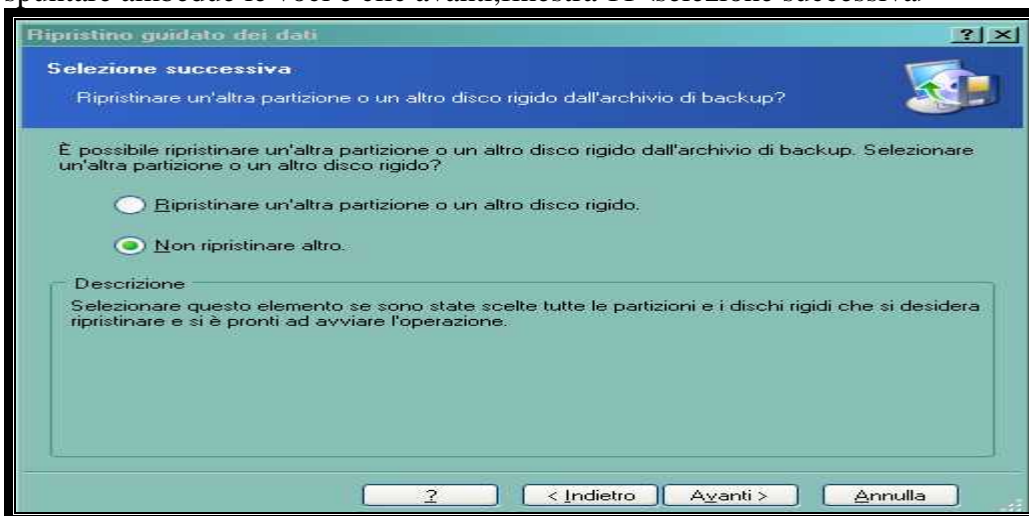 spuntare ambedue le voci e clic avanti,finestra 11 \selezione successiva/
Ripristino guidato dei dati
Selezione successiva
Ripristinare un'altra partizione o un altro disco rigido dall'archivio di backup?
È possibile ripristinare un'altra partizione o un altro disco rigido dall'archivio di backup. Selezionare
un'altra partizione o un altro disco rigido?
Ripristinare un'altra partizione o un altro disco rigido.
Non ripristinare altro.
Descrizione
Selezionare questo elemento se sono state scelte tutte le partizioni e i dischi rigidi che si desidera
ripristinare e si è pronti ad avviare l'operazione.
? < Indietro Avanti > Annulla